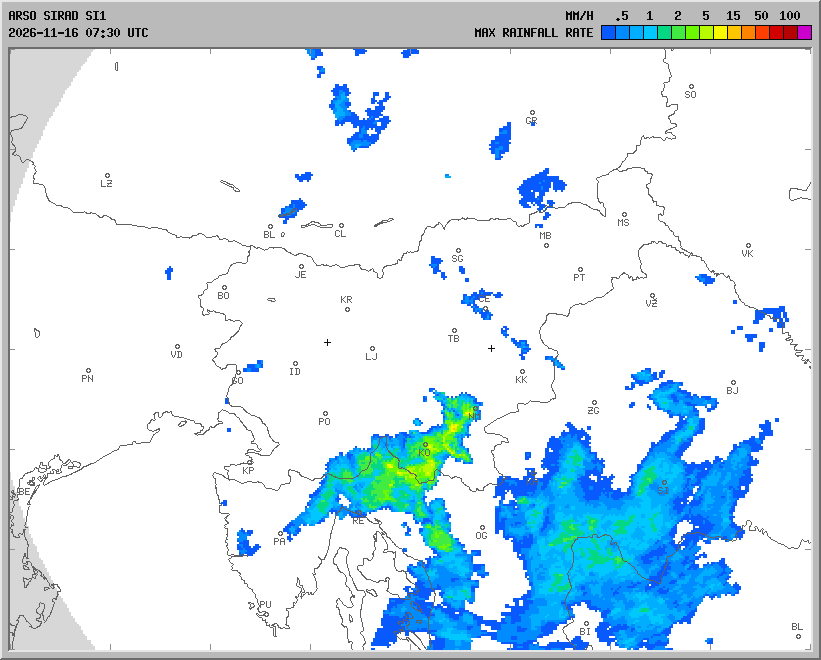 ARSO SIRAD SI1
MM/H .5 1 2 5 15 50 100
2026-11-16 07:30 UTC
MAX RAINFALL RATE
SO
GR
LZ
MS
BL
CL
MB
SG
VK
JE
PT
BO
KR
CE
VZ
TB
VD
LJ
ID
PN
GO
KK
BJ
ZG
PO
KO
KP
BE
SI
RE
OG
PA
PU
BI
BL